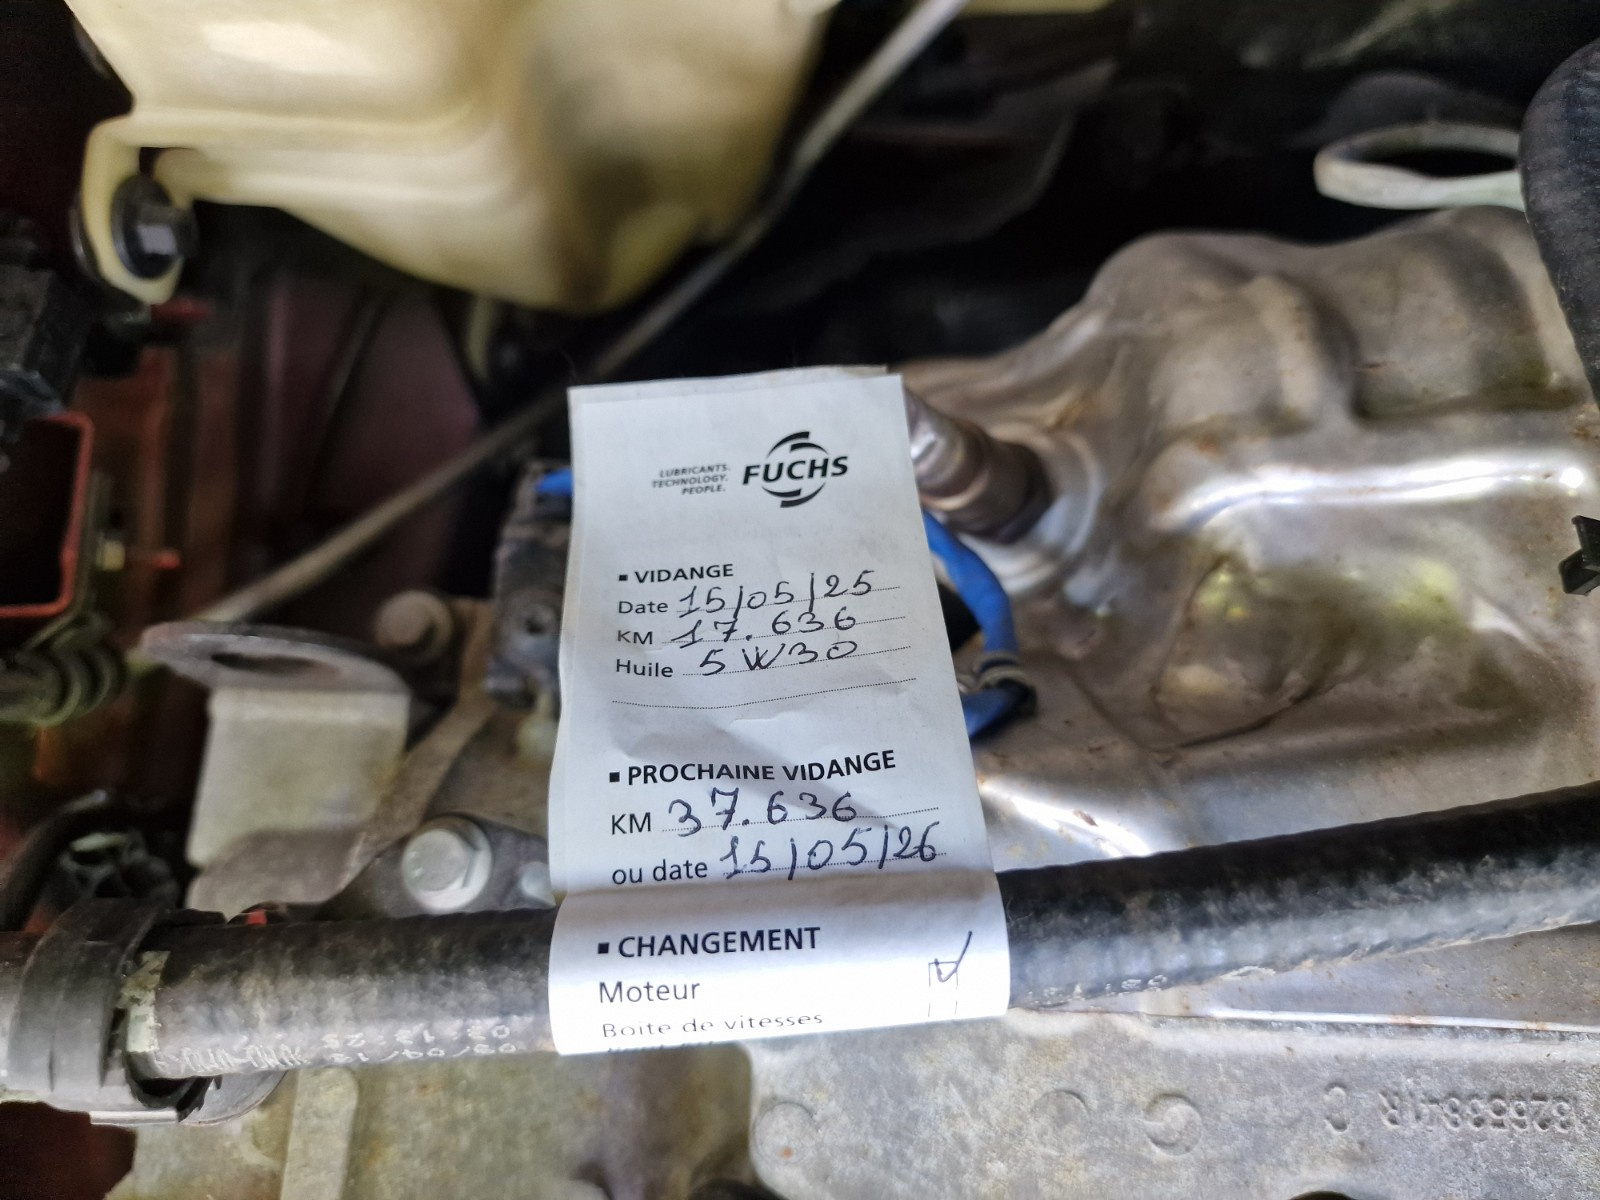 LUBRICANTS.
TECHNOLOGY.
PEOPLE.
FUCHS
▪ VIDANGE
Date 15/05/25
KM 17.636
Huile 5W30
▪ PROCHAINE VIDANGE
KM 37.636
ou date 15/05/26
▪ CHANGEMENT
Moteur
Boite de vitesses